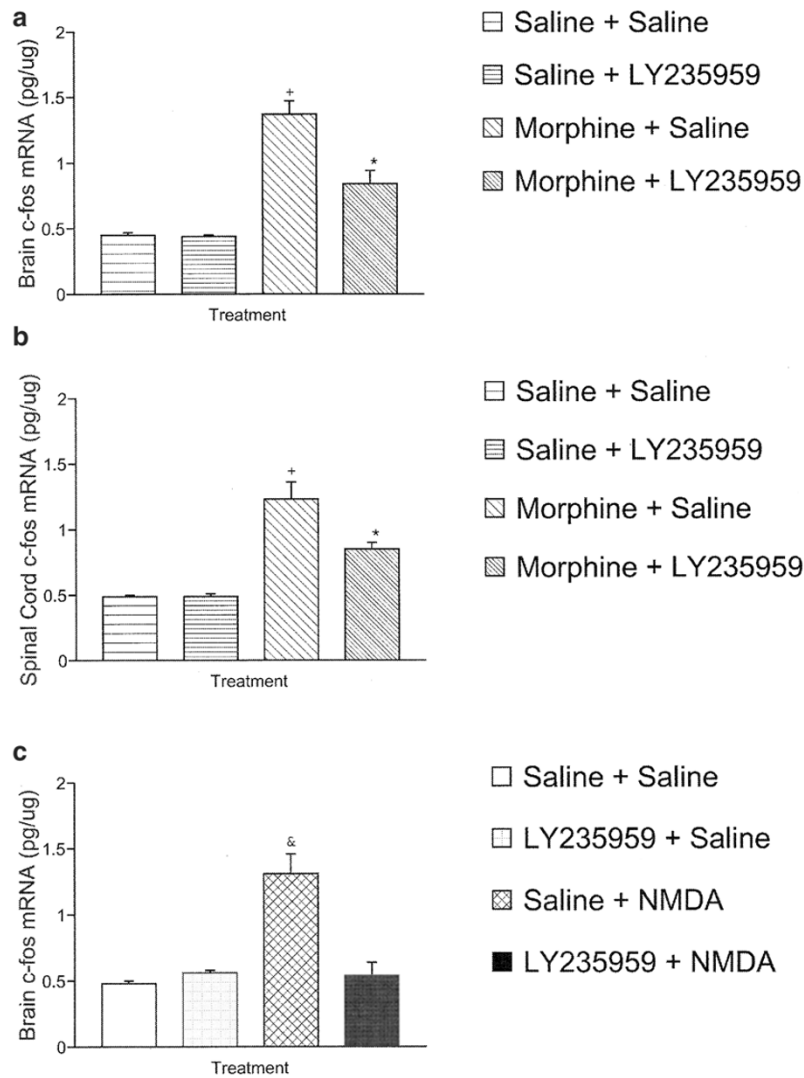 a
Brain c-fos mRNA (pg/ug)
2
1.5
1
0.5
0
+
*
Treatment
Saline + Saline
Saline + LY235959
Morphine + Saline
Morphine + LY235959
b
Spinal Cord c-fos mRNA (pg/ug)
2
1.5
1
0.5
0
+
*
Treatment
Saline + Saline
Saline + LY235959
Morphine + Saline
Morphine + LY235959
c
Brain c-fos mRNA (pg/ug)
2
1.5
1
0.5
0
&
Treatment
Saline + Saline
LY235959 + Saline
Saline + NMDA
LY235959 + NMDA